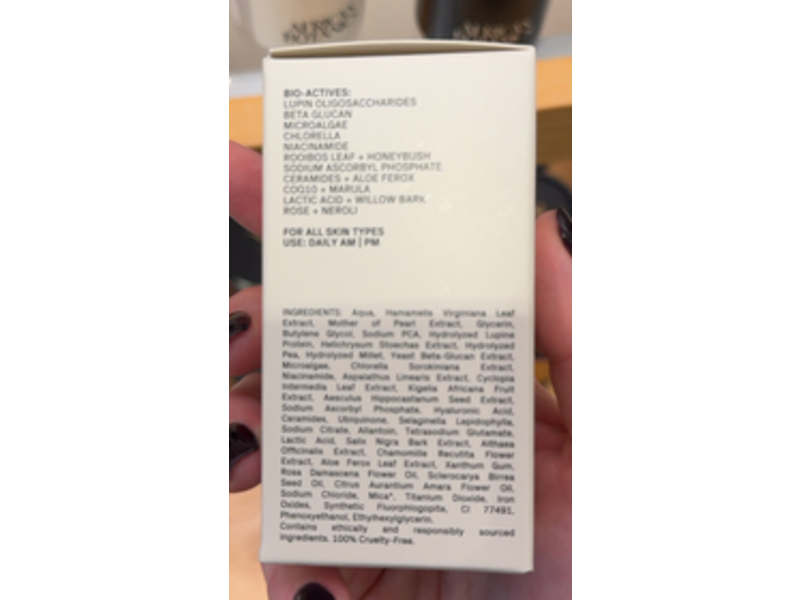 BIO-ACTIVES:
LUPIN OLIGOSACCHARIDES
BETA GLUCAN
MICROALGAE
CHLORELLA
NIACINAMIDE
ROOIBOS LEAF + HONEYBUSH
SODIUM ASCORBYL PHOSPHATE
CERAMIDES + ALOE FEROX
COQ10 + MARULA
LACTIC ACID + WILLOW BARK
ROSE + NEROLI
FOR ALL SKIN TYPES
USE: DAILY AM | PM
INGREDIENTS: Aqua, Hamamelis Virginiana Leaf
Extract, Mother of Pearl Extract, Glycerin,
Butylene Glycol, Sodium PCA, Hydrolyzed Lupine
Protein, Helichrysum Stoechas Extract, Hydrolyzed
Pea, Hydrolyzed Millet, Yeast Beta-Glucan Extract,
Microalgae, Chlorella Sorokiniana Extract,
Niacinamide, Aspalathus Linearis Extract, Cyclopia
Intermedia Leaf Extract, Kigelia Africana Fruit
Extract, Aesculus Hippocastanum Seed Extract,
Sodium Ascorbyl Phosphate, Hyaluronic Acid,
Ceramides, Ubiquinone, Selaginella Lepidophylla,
Sodium Citrate, Allantoin, Tetrasodium Glutamate,
Lactic Acid, Salix Nigra Bark Extract, Althaea
Officinalis Extract, Chamomille Recutita Flower
Extract, Aloe Ferox Leaf Extract, Xanthum Gum,
Rosa Damascena Flower Oil, Sclerocarya Birrea
Seed Oil, Citrus Aurantium Amara Flower Oil,
Sodium Chloride, Mica*, Titanium Dioxide, Iron
Oxides, Synthetic Fluorphlogopite, CI 77491,
Phenoxyethanol, Ethylhexylglycerin.
Contains ethically and responsibly sourced
ingredients. 100% Cruelty-Free.